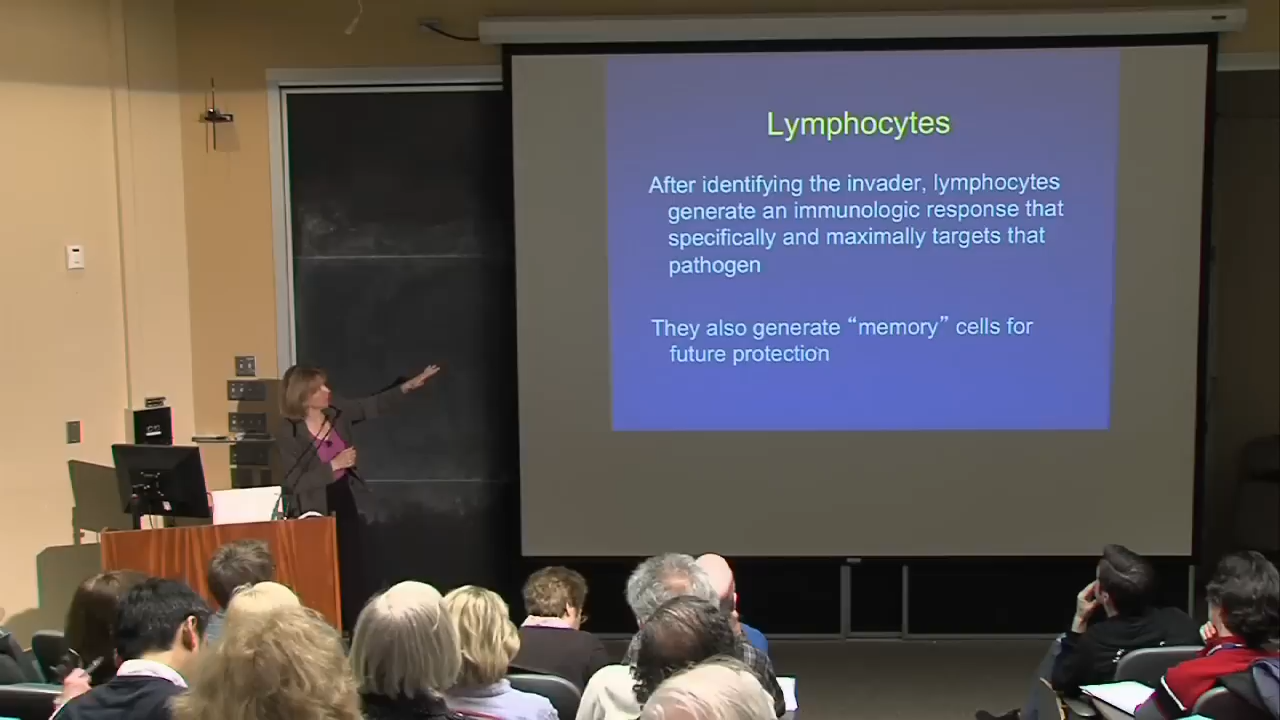 Lymphocytes
After identifying the invader, lymphocytes
generate an immunologic response that
specifically and maximally targets that
pathogen
They also generate “memory” cells for
future protection